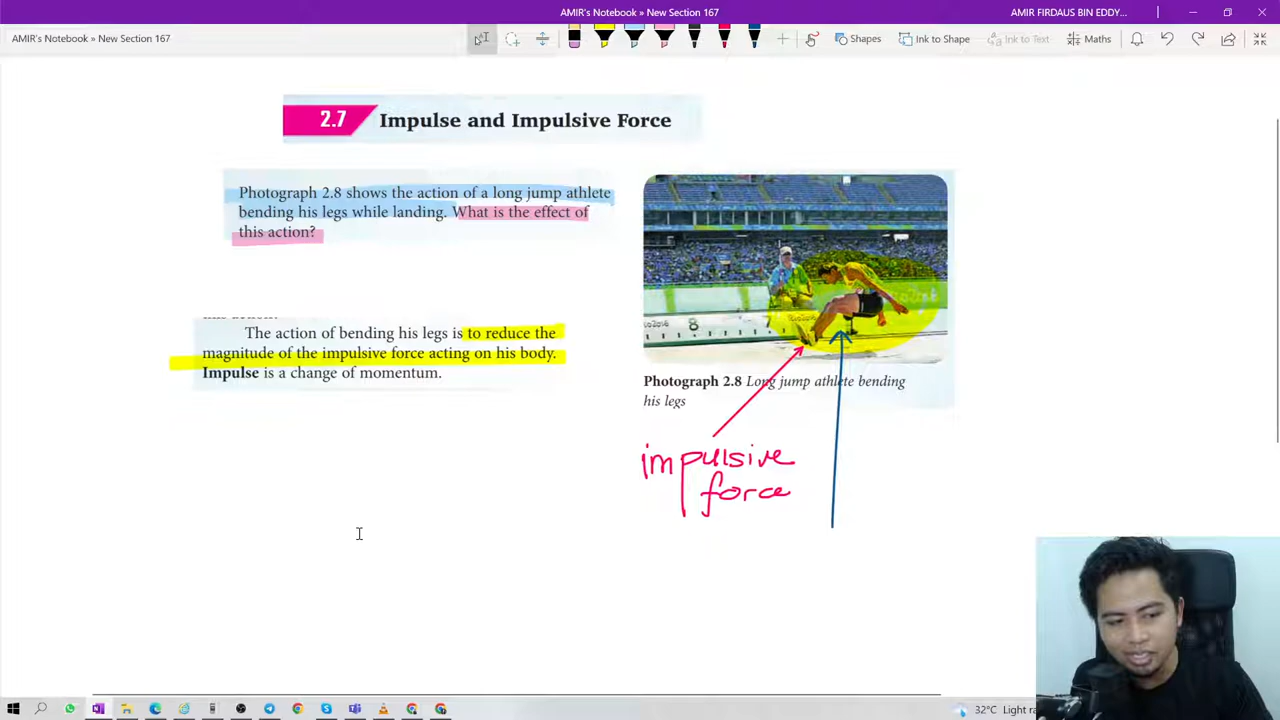 AMIR's Notebook » New Section 167
AMIR FIRDAUS BIN EDDY...
AMIR's Notebook » New Section 167
Shapes
Ink to Shape
Ink to Text
Maths
2.7 Impulse and Impulsive Force
Photograph 2.8 shows the action of a long jump athlete
bending his legs while landing. What is the effect of
this action?
The action of bending his legs is to reduce the
magnitude of the impulsive force acting on his body.
Impulse is a change of momentum.
8
Photograph 2.8 Long jump athlete bending
his legs
impulsive
force
32°C Light ra